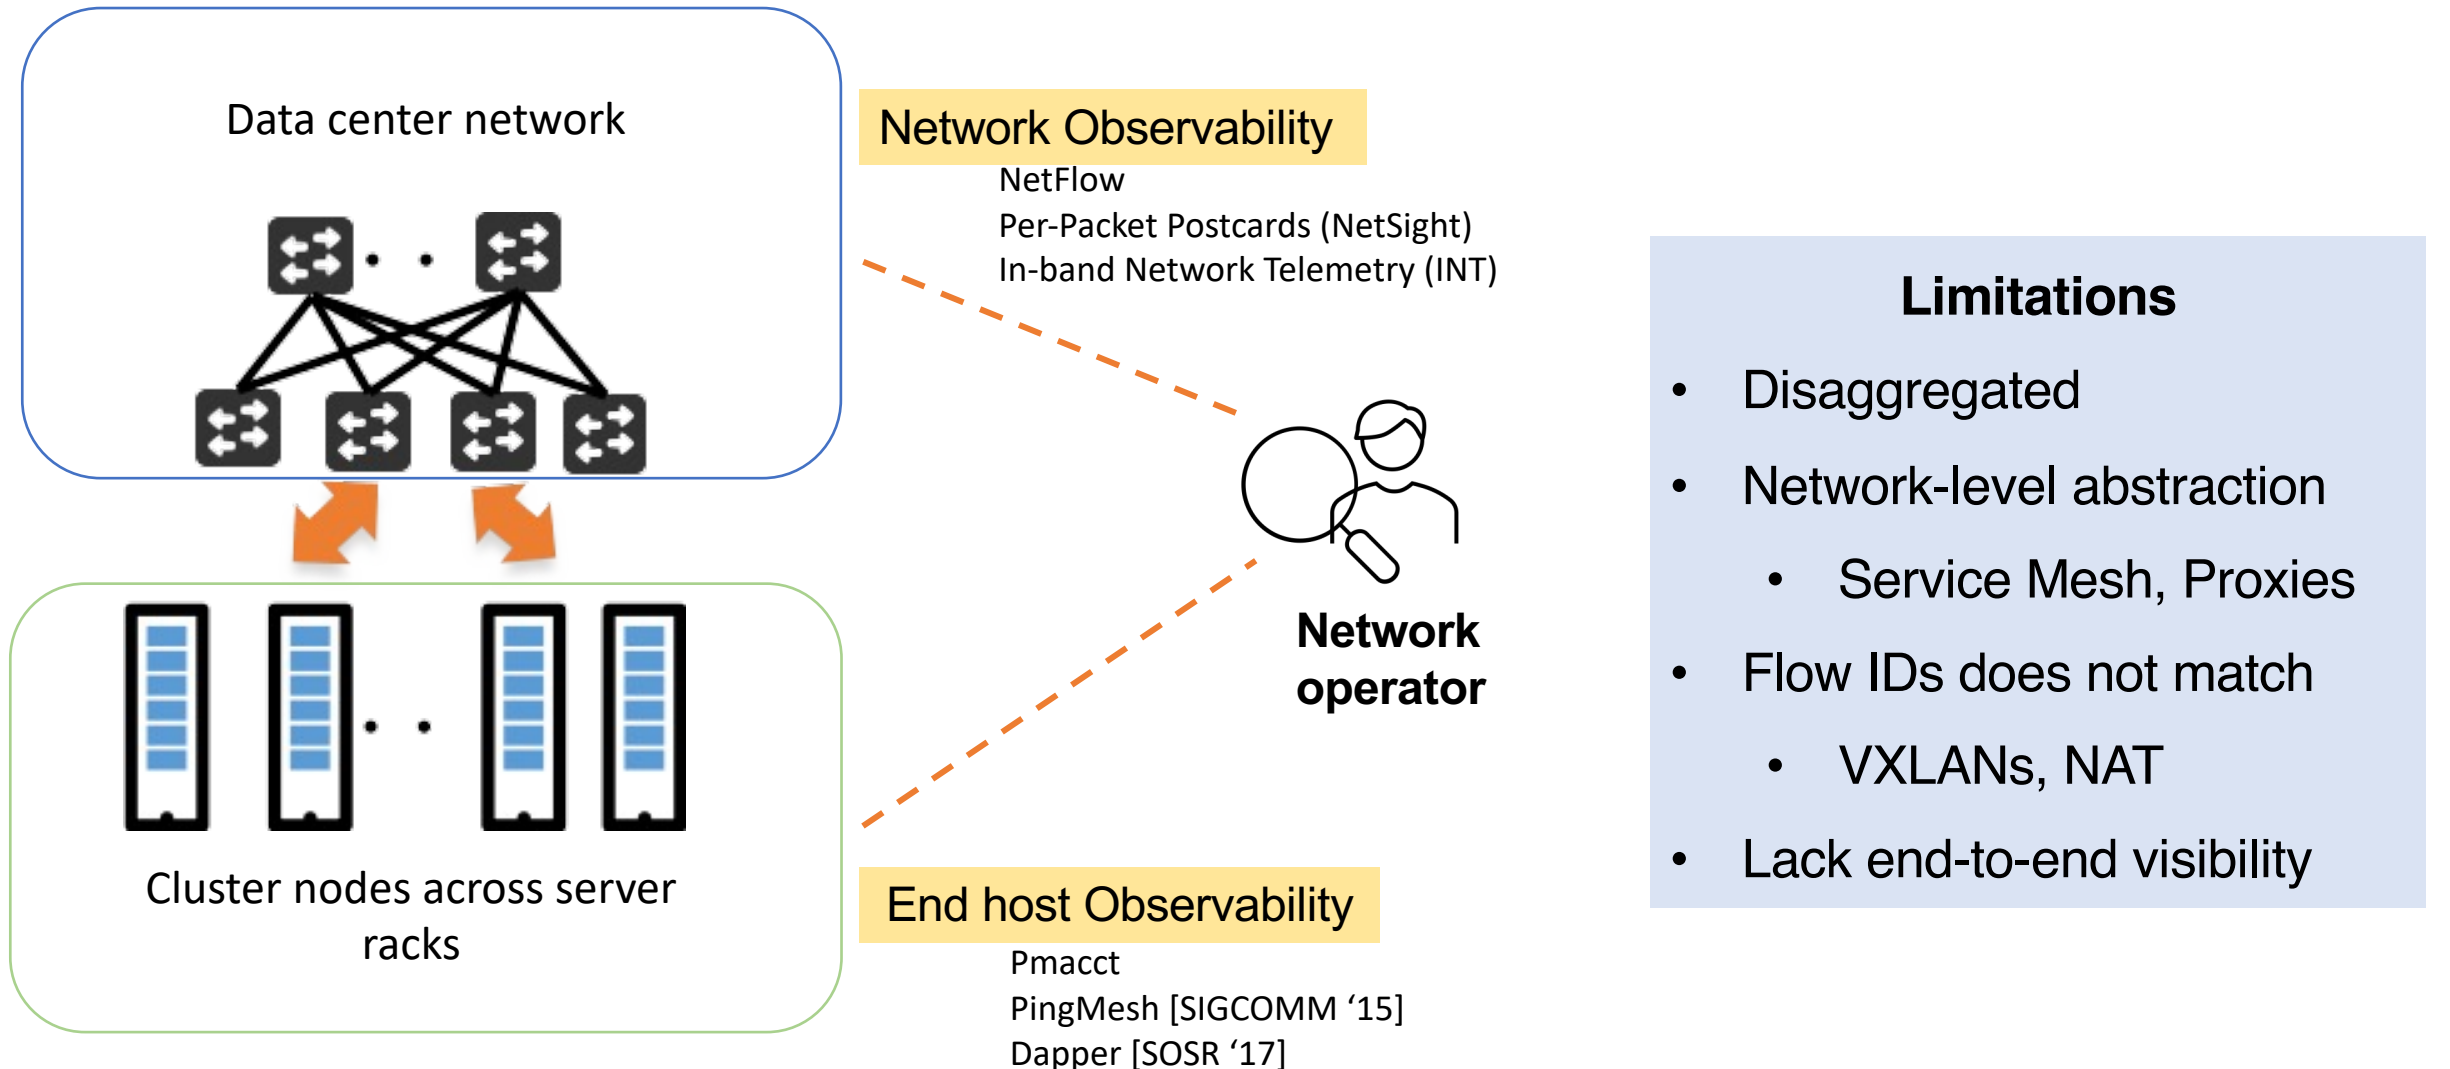 Data center network
Network Observability
NetFlow
Per-Packet Postcards (NetSight)
In-band Network Telemetry (INT)
Network
operator
Cluster nodes across server
racks
End host Observability
Pmacct
PingMesh [SIGCOMM ‘15]
Dapper [SOSR ‘17]
Limitations
• Disaggregated
• Network-level abstraction
• Service Mesh, Proxies
• Flow IDs does not match
• VXLANs, NAT
• Lack end-to-end visibility